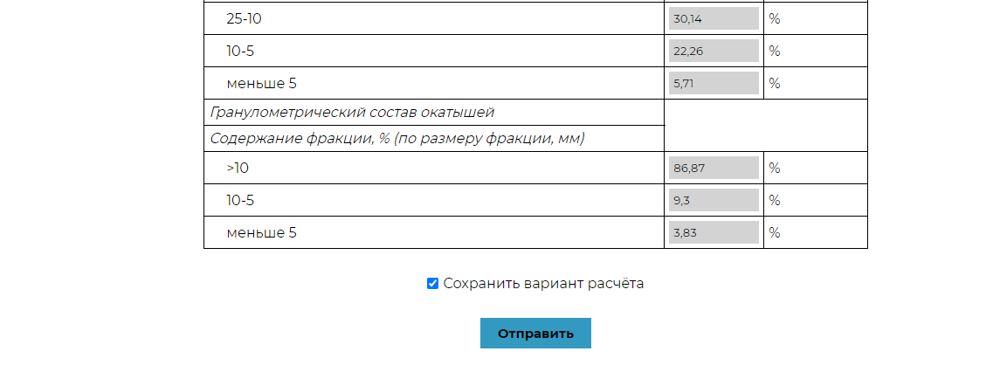 25-10 30,14 %
10-5 22,26 %
меньше 5 5,71 %
Гранулометрический состав окатышей
Содержание фракции, % (по размеру фракции, мм)
>10 86,87 %
10-5 9,3 %
меньше 5 3,83 %
Сохранить вариант расчёта
Отправить